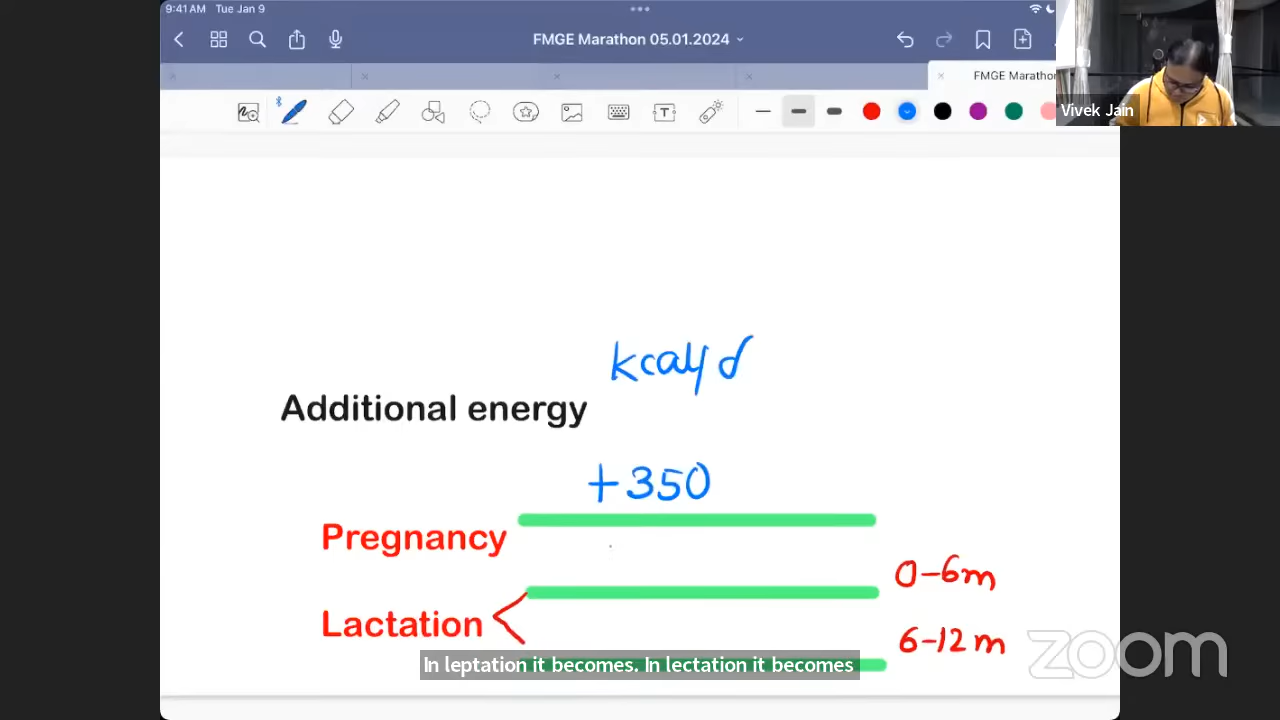 9:41 AM Tue Jan 9
FMGE Marathon 05.01.2024
FMGE Marathon
T
Vivek Jain
kcal/d
Additional energy
+350
Pregnancy
0-6m
Lactation
6-12 m
In leptation it becomes. In lectation it becomes
zoom